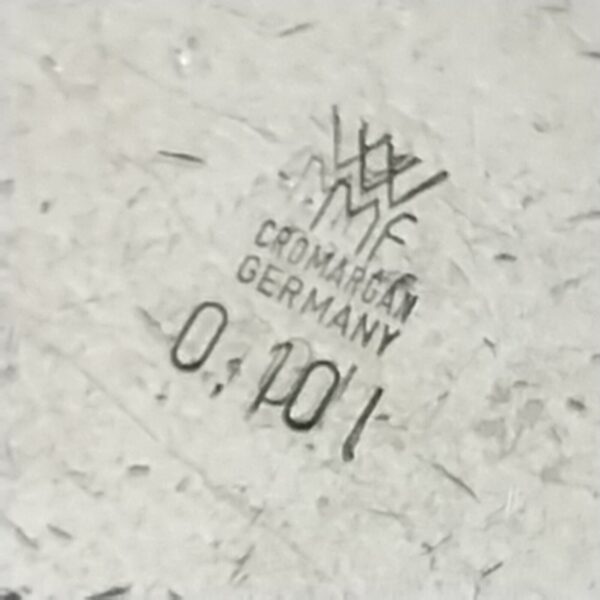 WMF
CROMARGAN
GERMANY
0,10 l